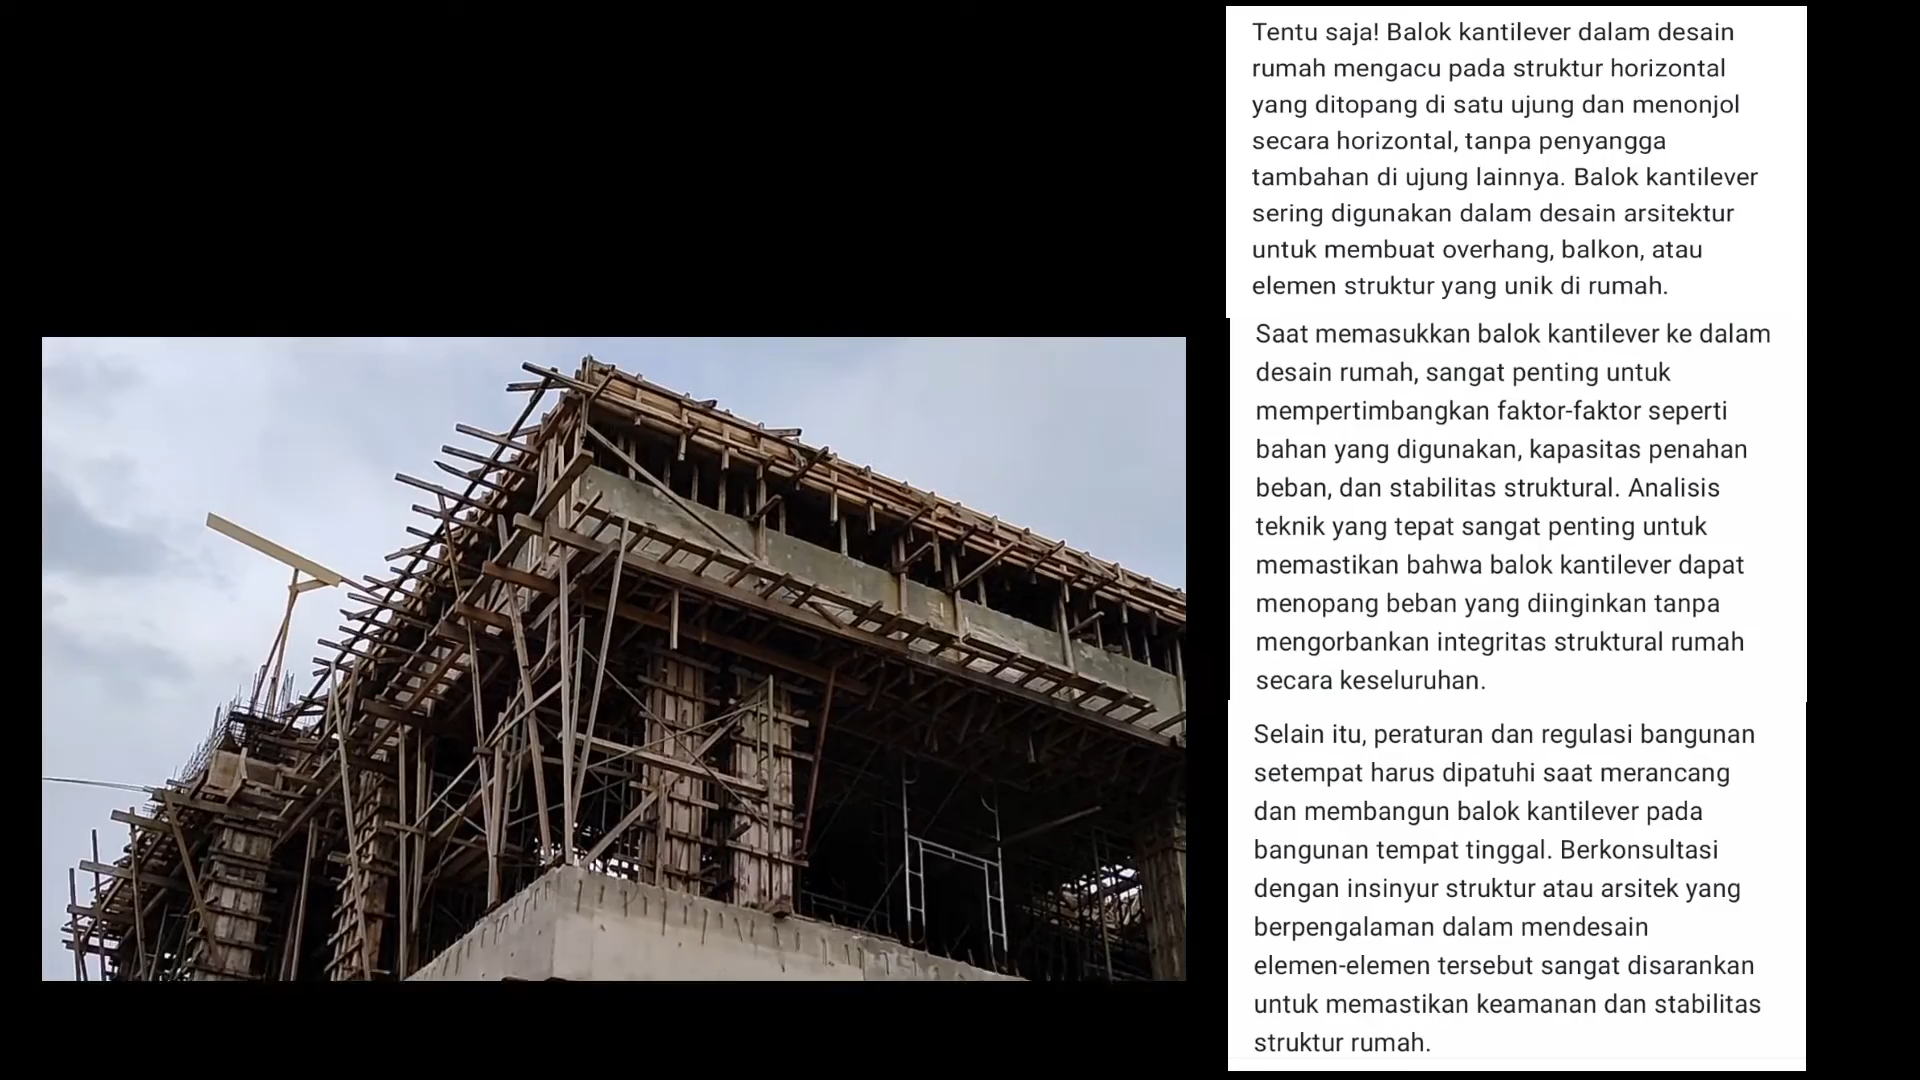 Tentu saja! Balok kantilever dalam desain
rumah mengacu pada struktur horizontal
yang ditopang di satu ujung dan menonjol
secara horizontal, tanpa penyangga
tambahan di ujung lainnya. Balok kantilever
sering digunakan dalam desain arsitektur
untuk membuat overhang, balkon, atau
elemen struktur yang unik di rumah.
Saat memasukkan balok kantilever ke dalam
desain rumah, sangat penting untuk
mempertimbangkan faktor-faktor seperti
bahan yang digunakan, kapasitas penahan
beban, dan stabilitas struktural. Analisis
teknik yang tepat sangat penting untuk
memastikan bahwa balok kantilever dapat
menopang beban yang diinginkan tanpa
mengorbankan integritas struktural rumah
secara keseluruhan.
Selain itu, peraturan dan regulasi bangunan
setempat harus dipatuhi saat merancang
dan membangun balok kantilever pada
bangunan tempat tinggal. Berkonsultasi
dengan insinyur struktur atau arsitek yang
berpengalaman dalam mendesain
elemen-elemen tersebut sangat disarankan
untuk memastikan keamanan dan stabilitas
struktur rumah.